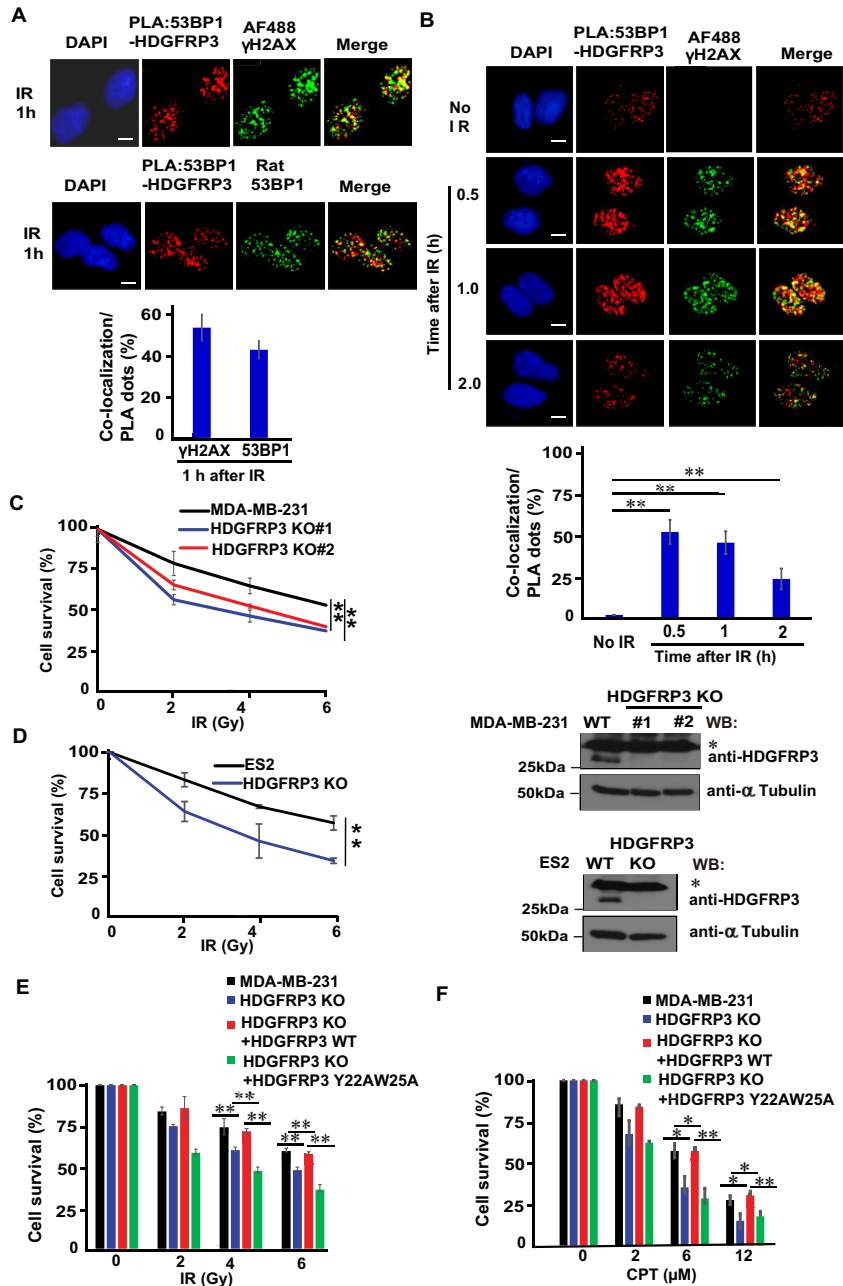 A
PLA:53BP1
-HDGFRP3
AF488
γH2AX
DAPI
Merge
IR
1h
PLA:53BP1
-HDGFRP3
Rat
53BP1
DAPI
Merge
IR
1h
Co-localization/
PLA dots (%)
60
40
20
0
γH2AX 53BP1
1 h after IR
B
PLA:53BP1
-HDGFRP3
AF488
γH2AX
DAPI
Merge
No
I R
Time after IR (h)
0.5
1.0
2.0
Co-localization/
PLA dots (%)
100
75
50
25
0
** ** **
No IR 0.5 1 2
Time after IR (h)
C
MDA-MB-231
HDGFRP3 KO#1
HDGFRP3 KO#2
Cell survival (%)
100
75
50
25
0
** **
0 2 4 6
IR (Gy)
HDGFRP3 KO
MDA-MB-231 WT #1 #2 WB:
*
anti-HDGFRP3
25kDa
50kDa
anti-α Tubulin
D
ES2
HDGFRP3 KO
Cell survival (%)
100
75
50
25
0
**
0 2 4 6
IR (Gy)
HDGFRP3
ES2 WT KO WB:
*
anti-HDGFRP3
25kDa
50kDa
anti-α Tubulin
E
MDA-MB-231
HDGFRP3 KO
HDGFRP3 KO
+HDGFRP3 WT
HDGFRP3 KO
+HDGFRP3 Y22AW25A
Cell survival (%)
100
75
50
75
0
** ** **
** ** **
0 2 4 6
IR (Gy)
F
MDA-MB-231
HDGFRP3 KO
HDGFRP3 KO
+HDGFRP3 WT
HDGFRP3 KO
+HDGFRP3 Y22AW25A
Cell survival (%)
100
75
50
25
0
* * **
* * **
0 2 6 12
CPT (μM)